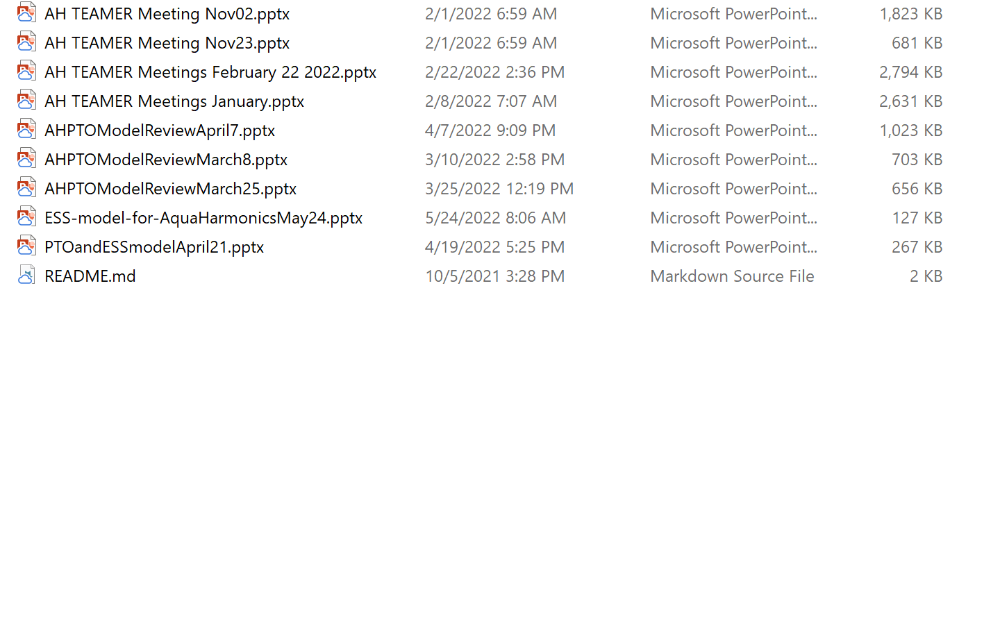 AH TEAMER Meeting Nov02.pptx 2/1/2022 6:59 AM Microsoft PowerPoint... 1,823 KB
AH TEAMER Meeting Nov23.pptx 2/1/2022 6:59 AM Microsoft PowerPoint... 681 KB
AH TEAMER Meetings February 22 2022.pptx 2/22/2022 2:36 PM Microsoft PowerPoint... 2,794 KB
AH TEAMER Meetings January.pptx 2/8/2022 7:07 AM Microsoft PowerPoint... 2,631 KB
AHPTOModelReviewApril7.pptx 4/7/2022 9:09 PM Microsoft PowerPoint... 1,023 KB
AHPTOModelReviewMarch8.pptx 3/10/2022 2:58 PM Microsoft PowerPoint... 703 KB
AHPTOModelReviewMarch25.pptx 3/25/2022 12:19 PM Microsoft PowerPoint... 656 KB
ESS-model-for-AquaHarmonicsMay24.pptx 5/24/2022 8:06 AM Microsoft PowerPoint... 127 KB
PTOandESSmodelApril21.pptx 4/19/2022 5:25 PM Microsoft PowerPoint... 267 KB
README.md 10/5/2021 3:28 PM Markdown Source File 2 KB